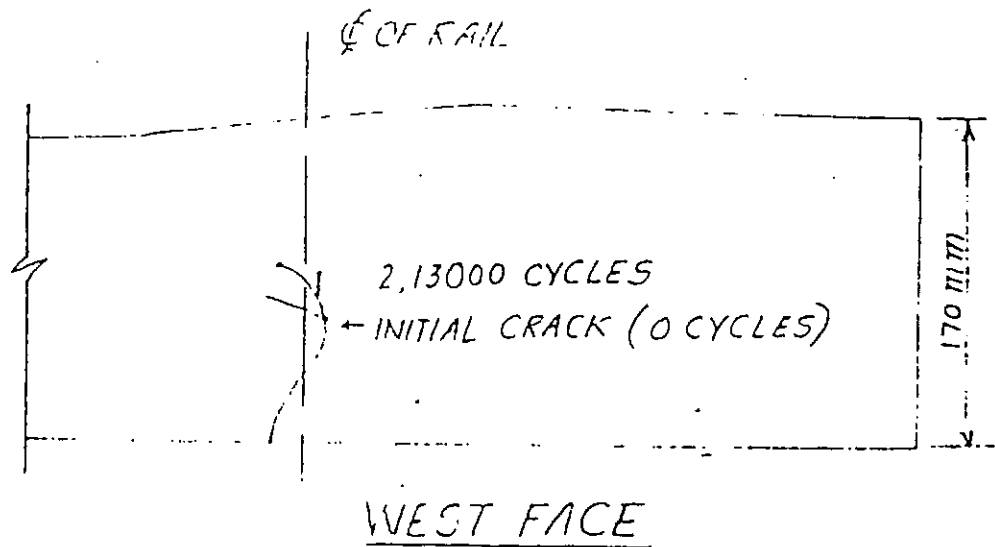 ℄ OF RAIL
2,13000 CYCLES
INITIAL CRACK (0 CYCLES)
170 mm
WEST FACE